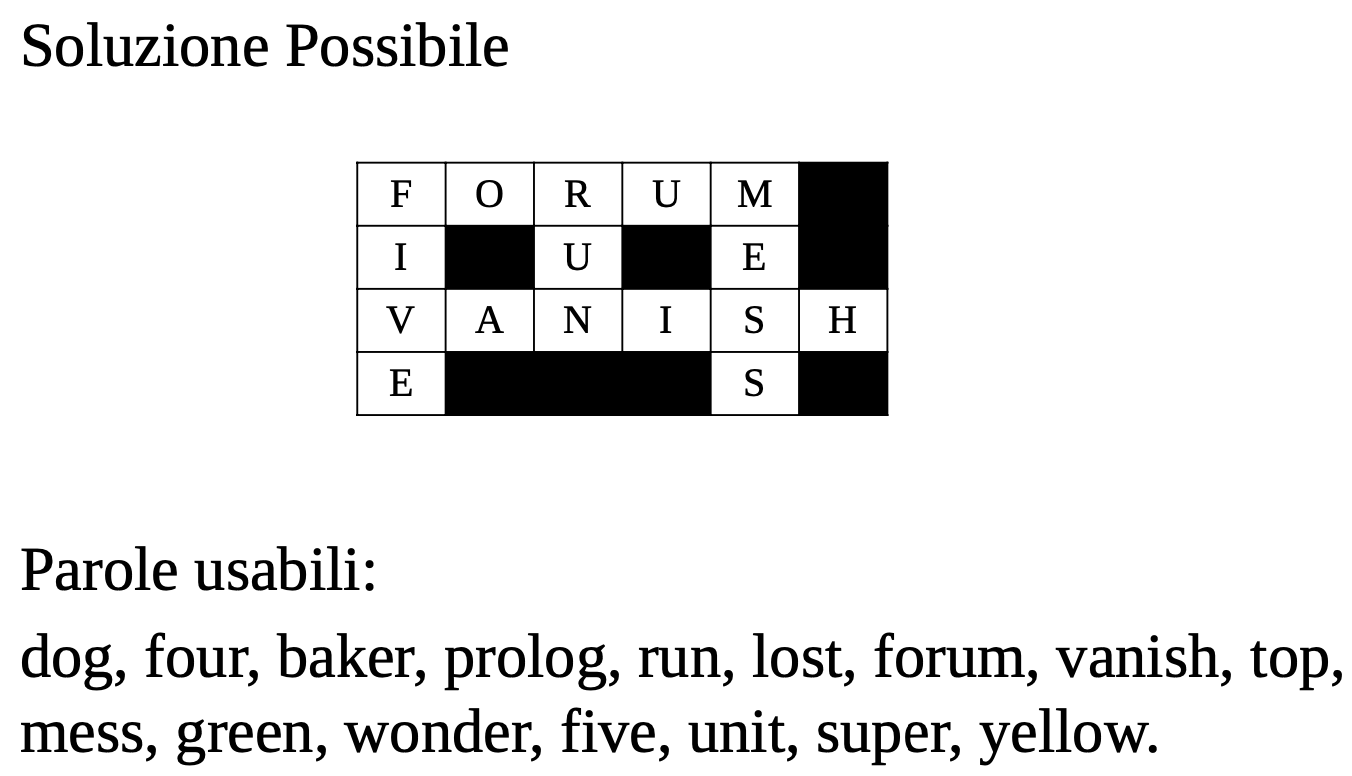 Soluzione Possibile
F O R U M
I U E
V A N I S H
E S
Parole usabili:
dog, four, baker, prolog, run, lost, forum, vanish, top,
mess, green, wonder, five, unit, super, yellow.